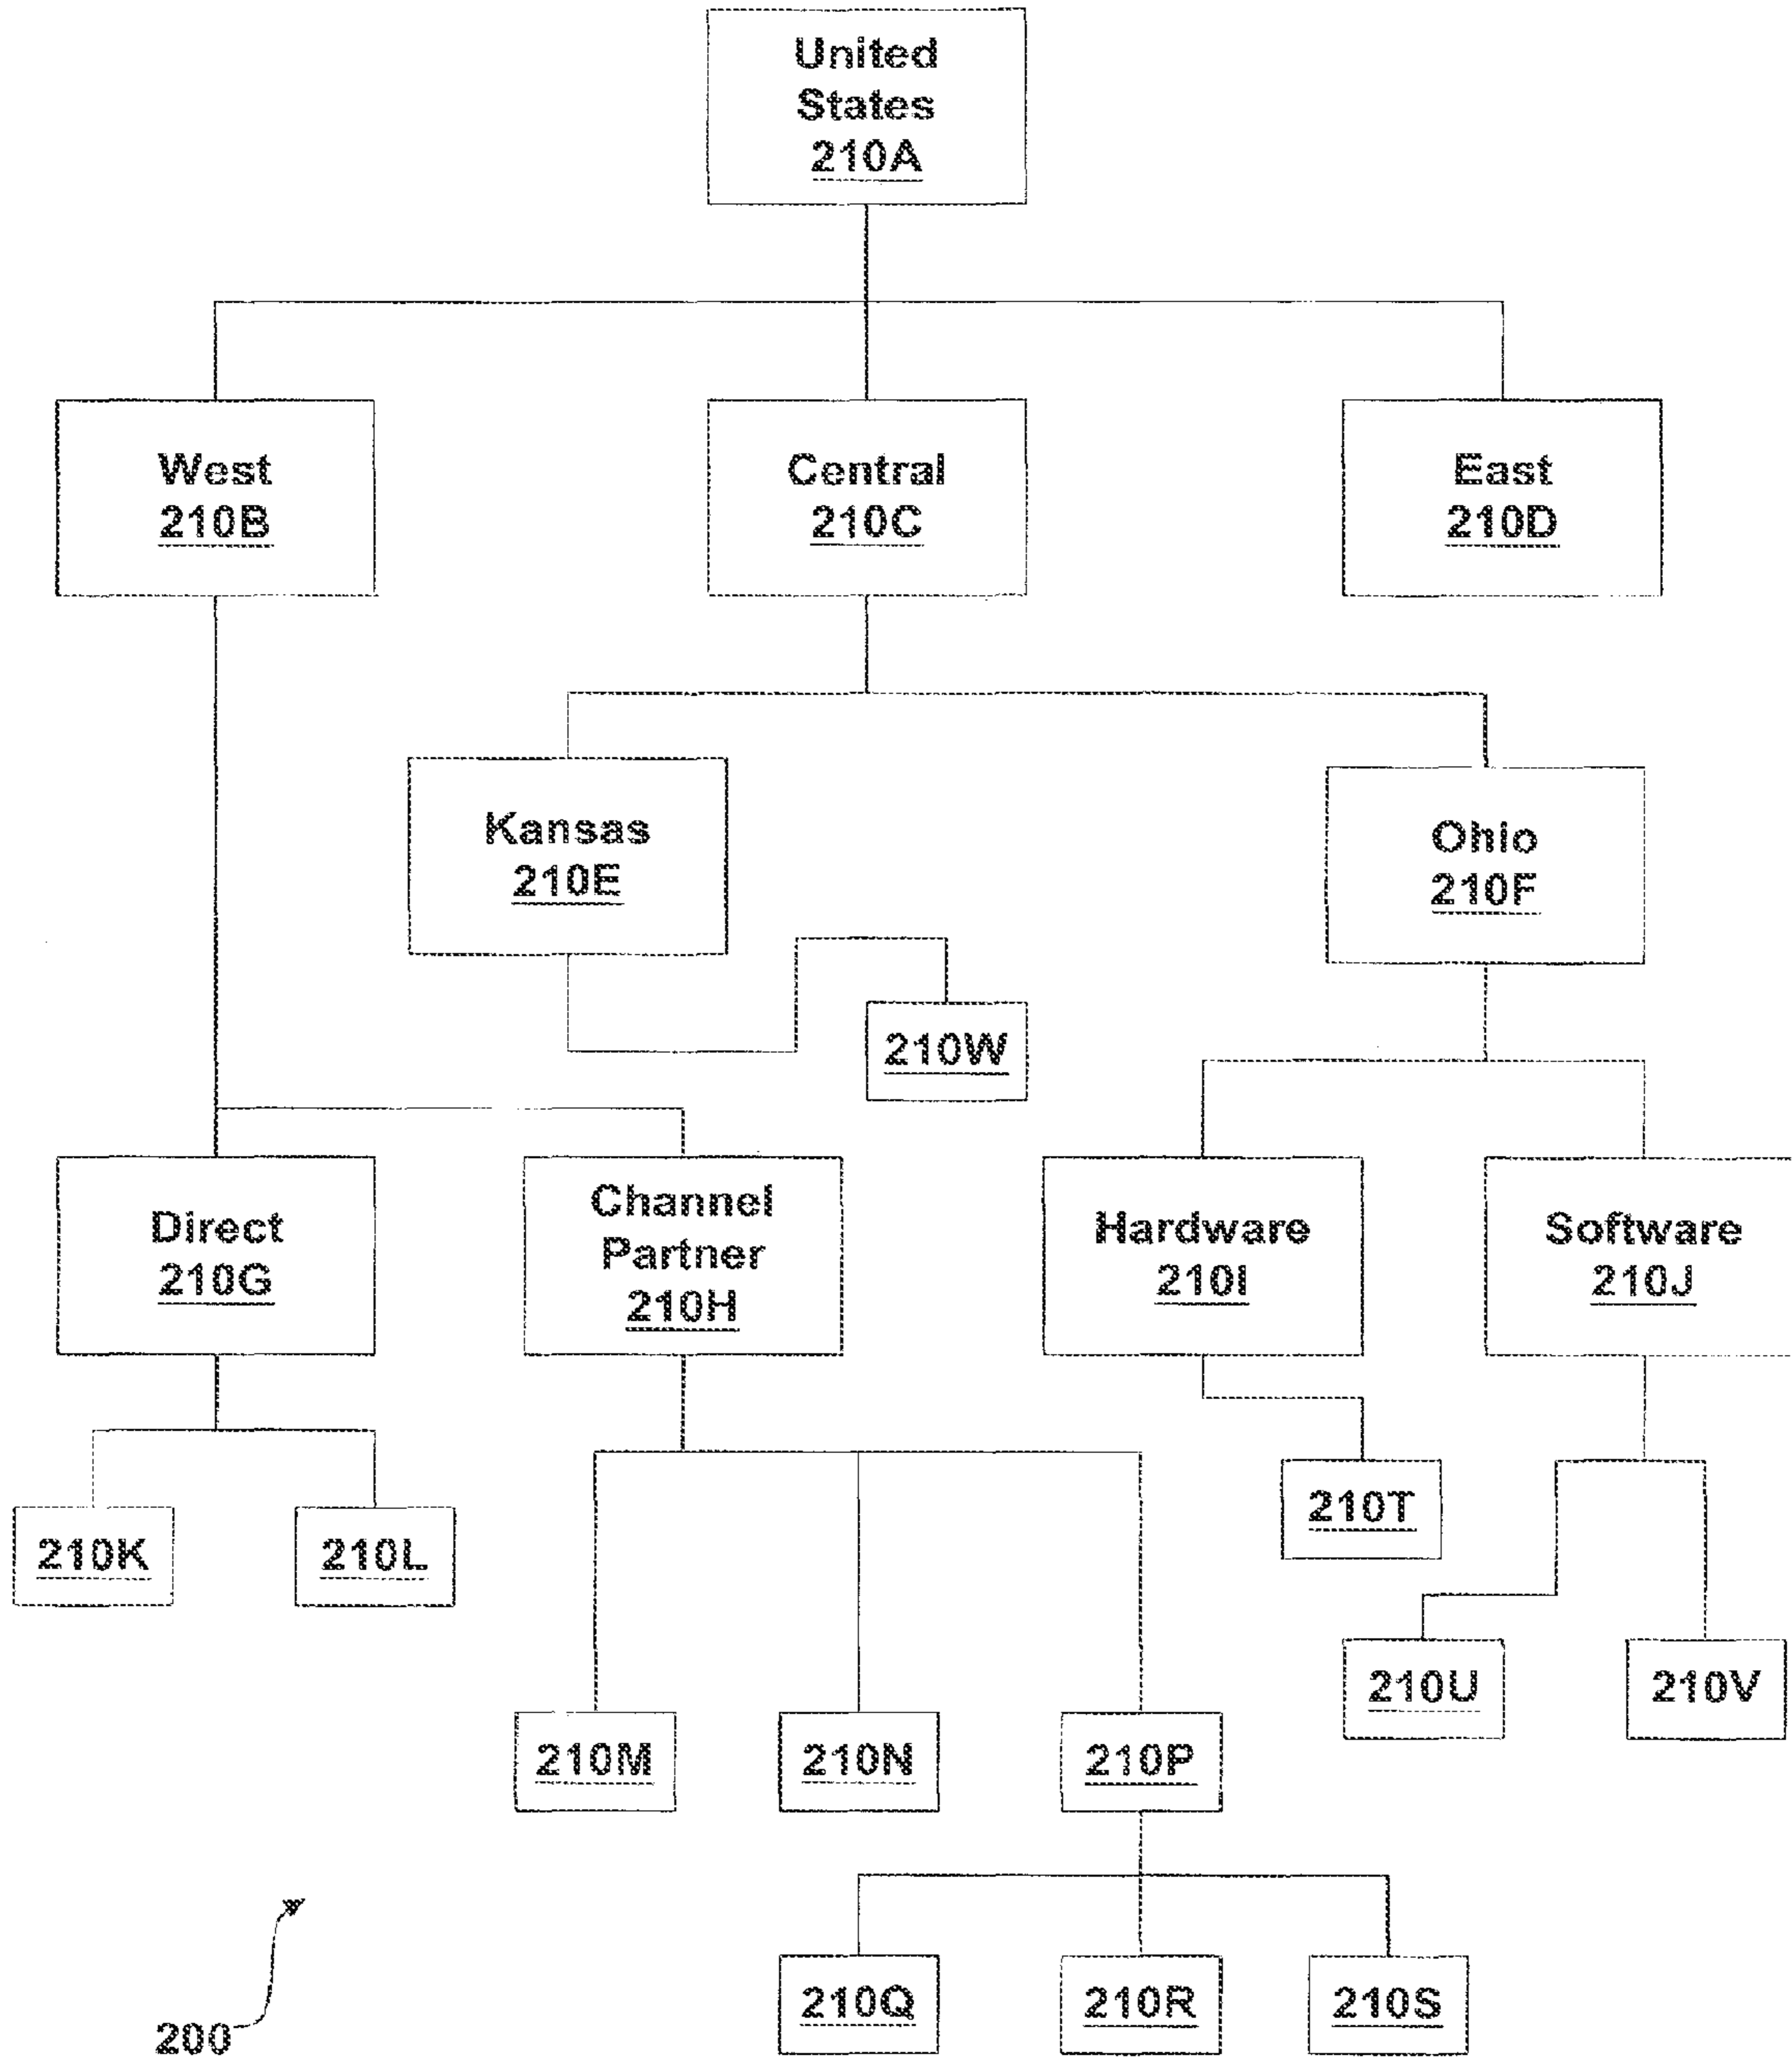 United
States
210A
West
210B
Central
210C
East
210D
Kansas
210E
Ohio
210F
210W
Direct
210G
Channel
Partner
210H
Hardware
210I
Software
210J
210K
210L
210T
210U
210V
210M
210N
210P
210Q
210R
210S
200